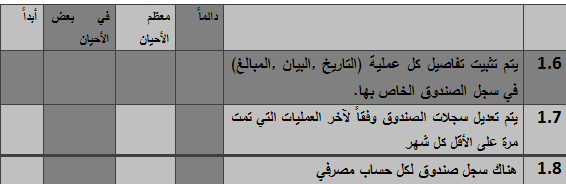 دائماً
معظم الأحيان
في بعض الأحيان
أبداً
1.6 يتم تثبيت تفاصيل كل عملية (التاريخ ,البيان ,المبالغ)
في سجل الصندوق الخاص بها.
1.7 يتم تعديل سجلات الصندوق وفقاً لآخر العمليات التي تمت
مرة على الأقل كل شهر
1.8 هناك سجل صندوق لكل حساب مصرفي